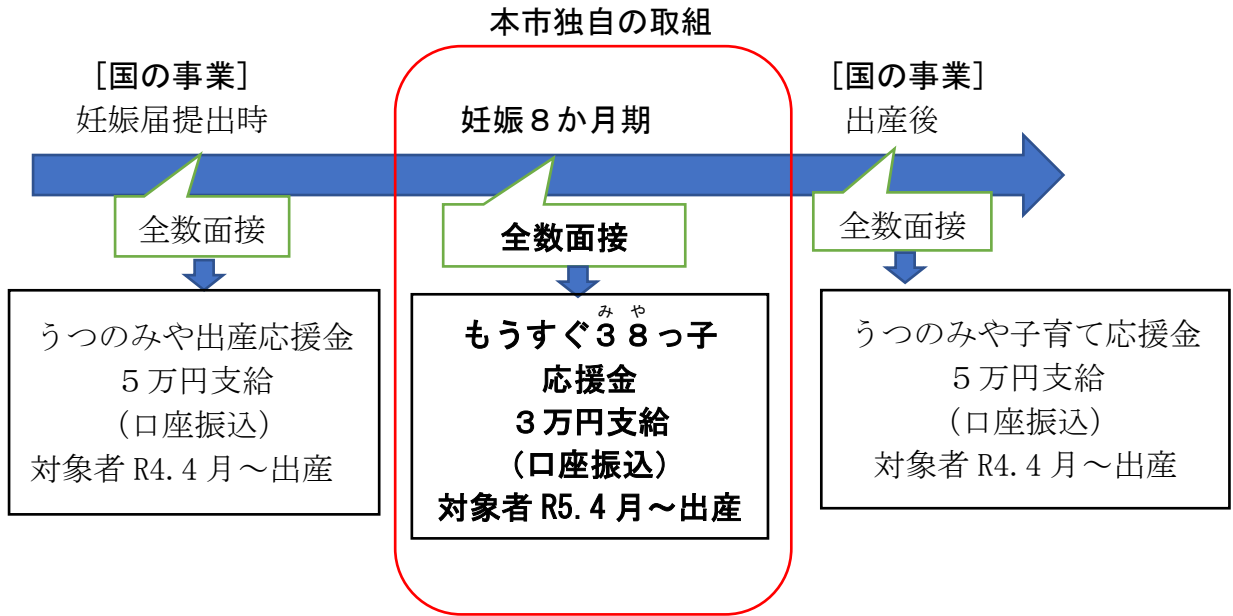 本市独自の取組
[国の事業]
妊娠届提出時
妊娠８か月期
[国の事業]
出産後
全数面接
全数面接
全数面接
うつのみや出産応援金
５万円支給
（口座振込）
対象者 R4.4 月～出産
みや
もうすぐ３８っ子
応援金
３万円支給
（口座振込）
対象者 R5.4 月～出産
うつのみや子育て応援金
５万円支給
（口座振込）
対象者 R4.4 月～出産